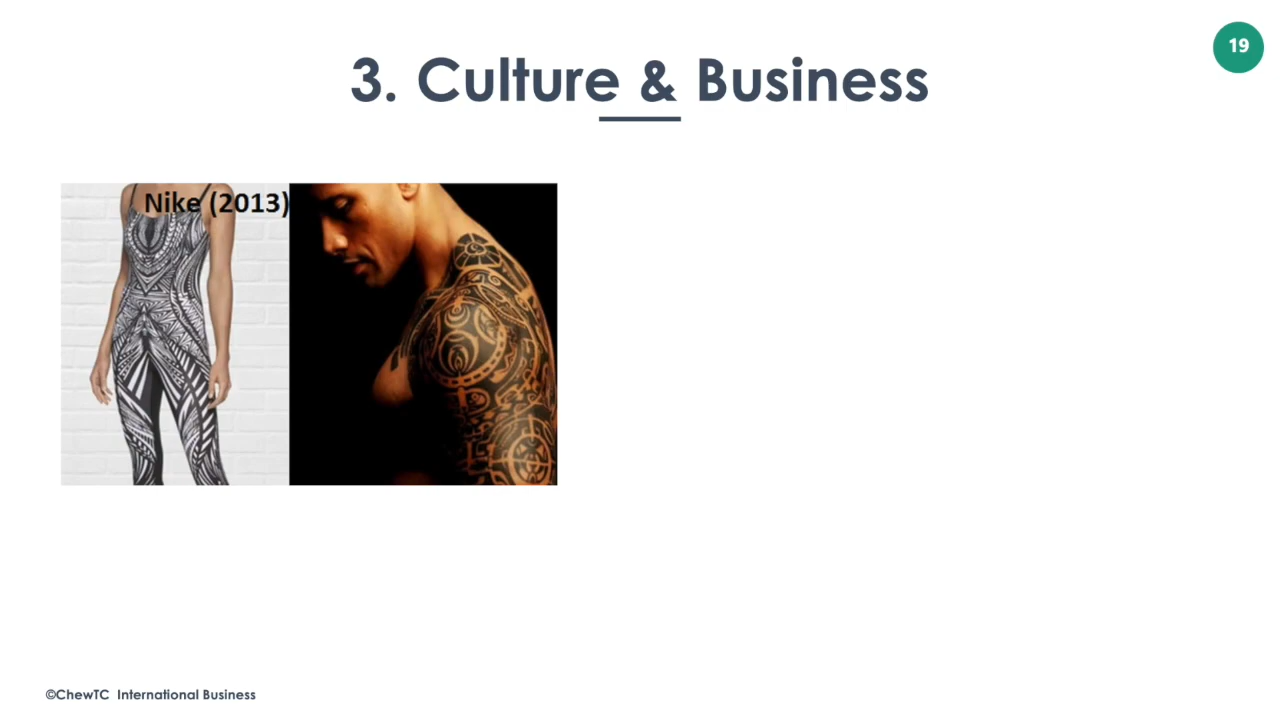 19
3. Culture & Business
Nike (2013)
©ChewTC International Business